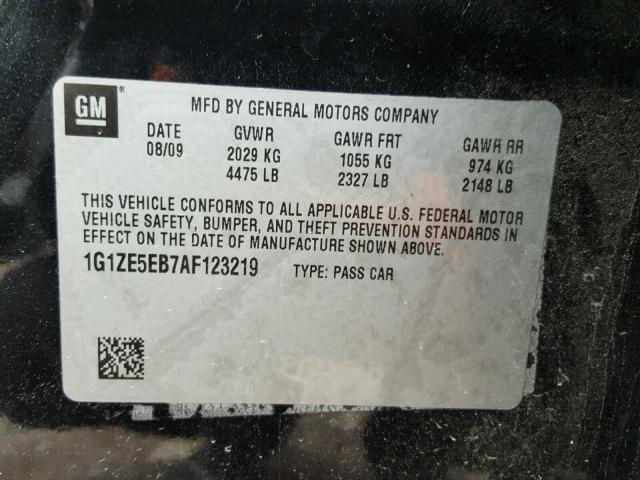 GM®
MFD BY GENERAL MOTORS COMPANY
DATE GVWR GAWR FRT GAWR RR
08/09 2029 KG 1055 KG 974 KG
4475 LB 2327 LB 2148 LB
THIS VEHICLE CONFORMS TO ALL APPLICABLE U.S. FEDERAL MOTOR
VEHICLE SAFETY, BUMPER, AND THEFT PREVENTION STANDARDS IN
EFFECT ON THE DATE OF MANUFACTURE SHOWN ABOVE.
1G1ZE5EB7AF123219 TYPE: PASS CAR